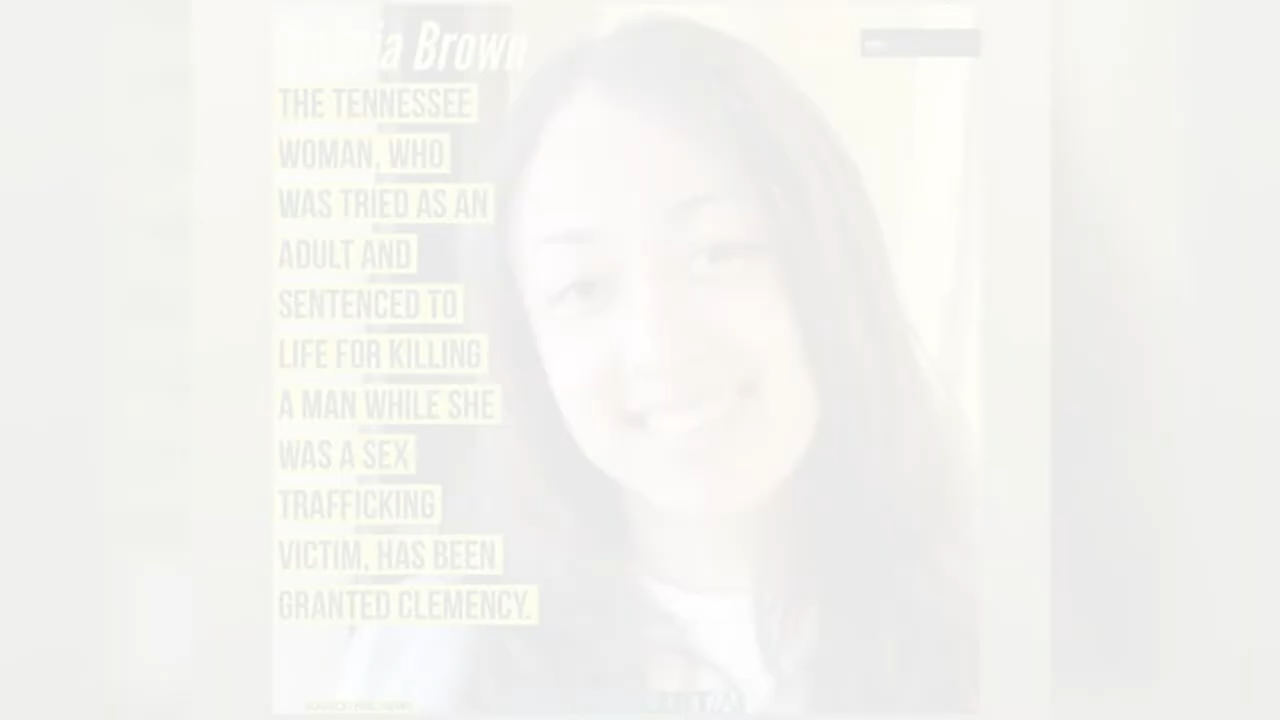 Brown
THE TENNESSEE
WOMAN, WHO
WAS TRIED AS AN
ADULT AND
SENTENCED TO
LIFE FOR KILLING
A MAN WHILE SHE
WAS A SEX
TRAFFICKING
VICTIM, HAS BEEN
GRANTED CLEMENCY.